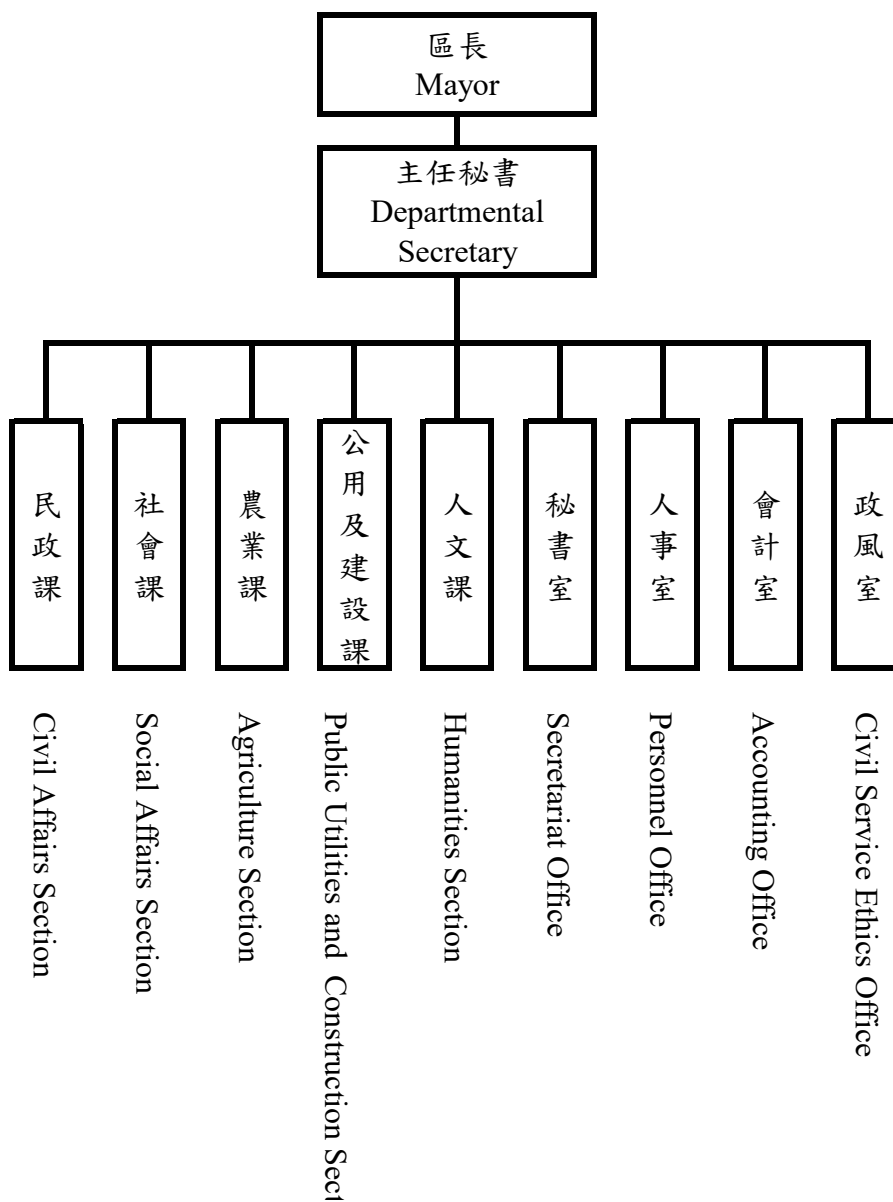 區長
Mayor
主任秘書
Departmental
Secretary
民政課
社會課
農業課
公用及建設課
人文課
秘書室
人事室
會計室
政風室
Civil Affairs Section
Social Affairs Section
Agriculture Section
Public Utilities and Construction Sect
Humanities Section
Secretariat Office
Personnel Office
Accounting Office
Civil Service Ethics Office